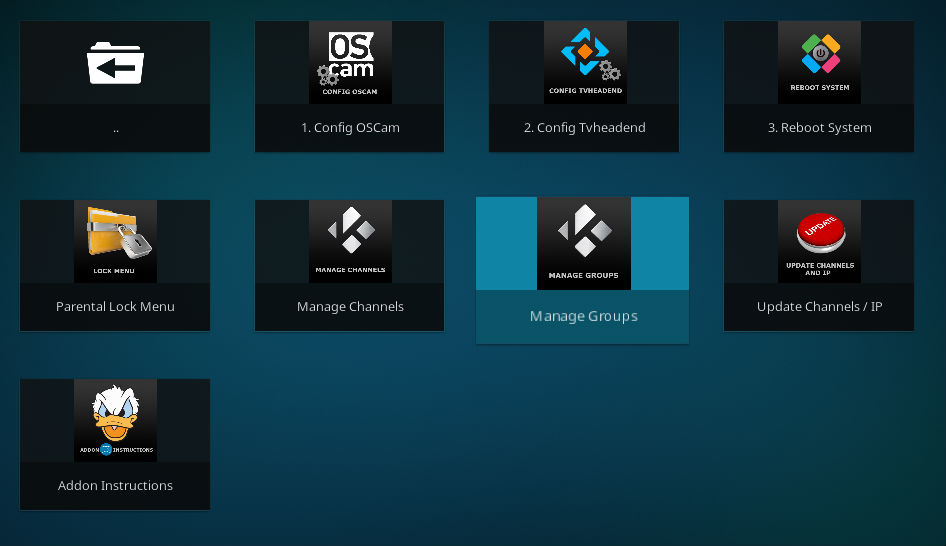 OS
cam
CONFIG OSCAM
CONFIG TVHEADEND
REBOOT SYSTEM
..
1. Config OSCam
2. Config Tvheadend
3. Reboot System
LOCK MENU
MANAGE CHANNELS
MANAGE GROUPS
UPDATE
UPDATE CHANNELS
AND IP
Parental Lock Menu
Manage Channels
Manage Groups
Update Channels / IP
ADDON INSTRUCTIONS
Addon Instructions